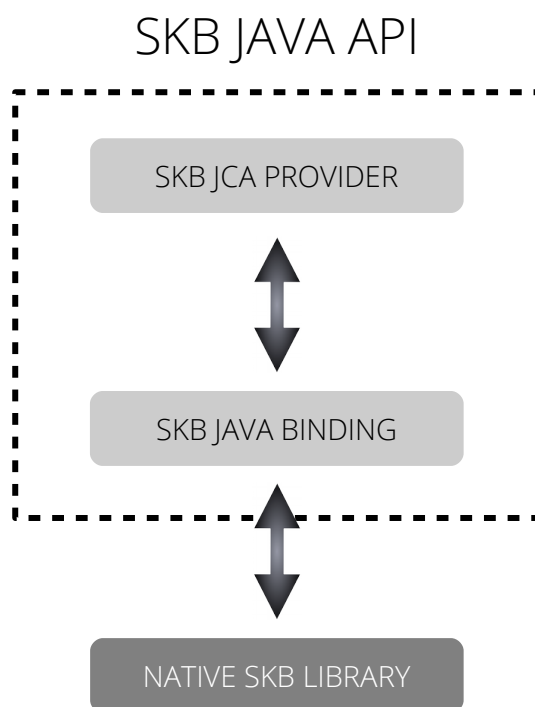 SKB JAVA API
SKB JCA PROVIDER
SKB JAVA BINDING
NATIVE SKB LIBRARY